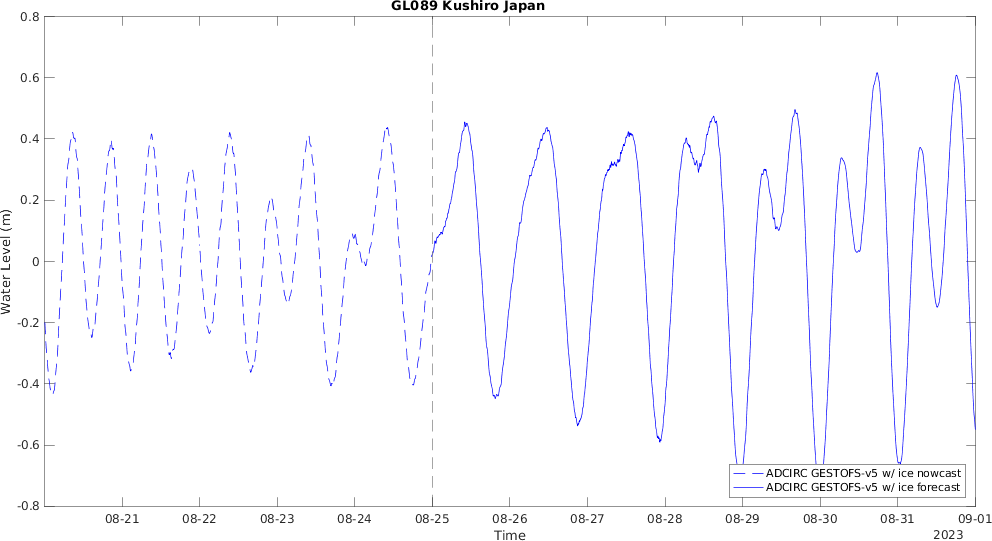 GL089 Kushiro Japan
0.8
0.6
0.4
0.2
0
-0.2
-0.4
-0.6
-0.8
Water Level (m)
ADCIRC GESTOFS-v5 w/ ice nowcast
ADCIRC GESTOFS-v5 w/ ice forecast
08-21 08-22 08-23 08-24 08-25 08-26 08-27 08-28 08-29 08-30 08-31 09-01
Time
2023